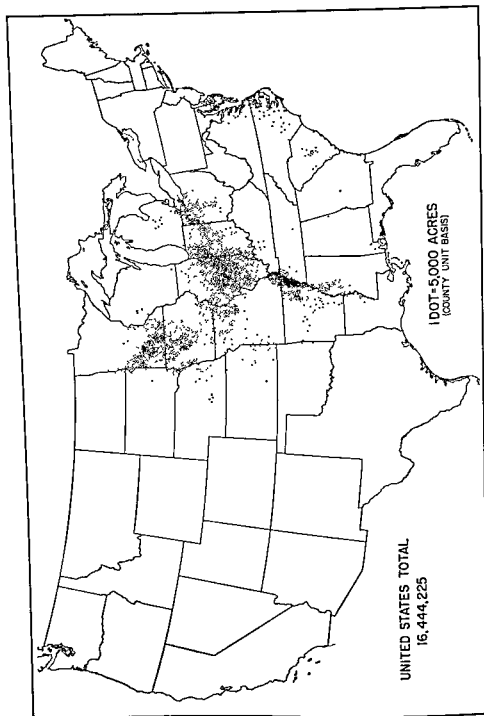 UNITED STATES TOTAL
16,444,225
1 DOT=5,000 ACRES
(COUNTY UNIT BASIS)